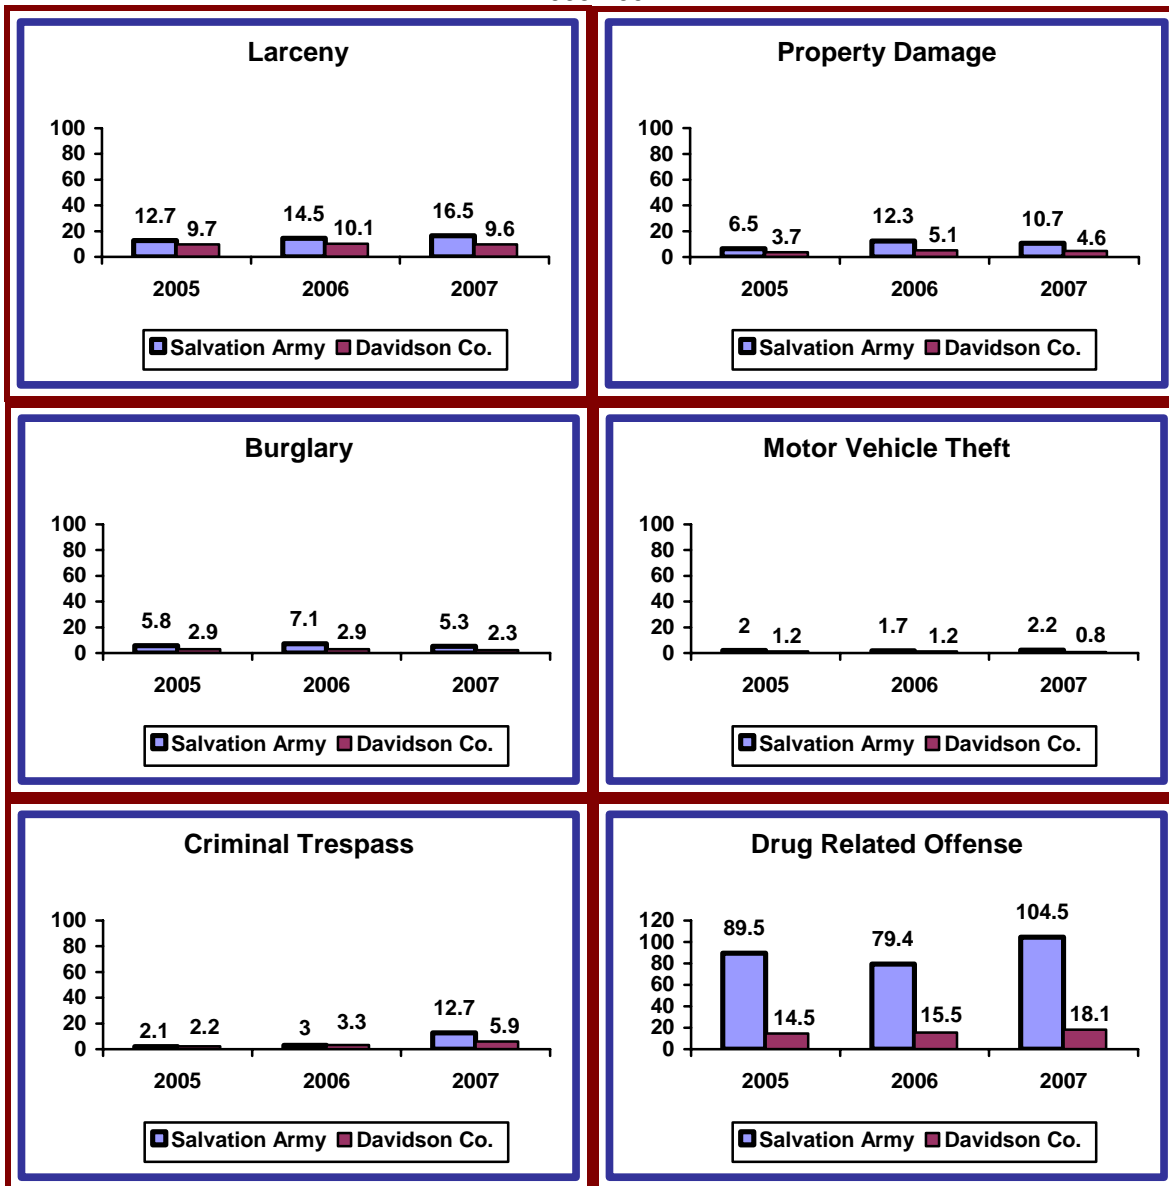 Larceny
100
80
60
40
20
0
12.7 9.7 14.5 10.1 16.5 9.6
2005 2006 2007
Salvation Army Davidson Co.
Property Damage
100
80
60
40
20
0
6.5 3.7 12.3 5.1 10.7 4.6
2005 2006 2007
Salvation Army Davidson Co.
Burglary
100
80
60
40
20
0
5.8 2.9 7.1 2.9 5.3 2.3
2005 2006 2007
Salvation Army Davidson Co.
Motor Vehicle Theft
100
80
60
40
20
0
2 1.2 1.7 1.2 2.2 0.8
2005 2006 2007
Salvation Army Davidson Co.
Criminal Trespass
100
80
60
40
20
0
2.1 2.2 3 3.3 12.7 5.9
2005 2006 2007
Salvation Army Davidson Co.
Drug Related Offense
120
100
80
60
40
20
0
89.5 14.5 79.4 15.5 104.5 18.1
2005 2006 2007
Salvation Army Davidson Co.